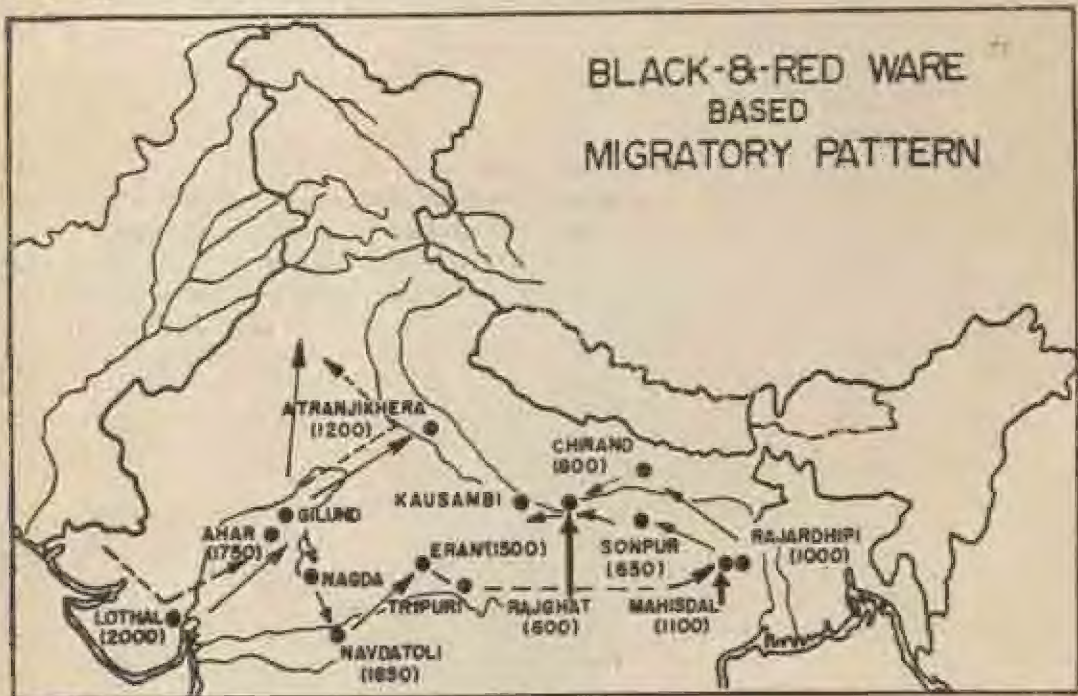 BLACK-&-RED WARE
BASED
MIGRATORY PATTERN
ATRANJIKHERA
(1200)
CHIRAND
(800)
KAUSAMBI
GILUND
AHAR
(1750)
ERAN (1500)
SONPUR
(650)
RAJARDHIPI
(1000)
NAGDA
TRIPURI
RAJGHAT
(600)
MAHISDAL
(1100)
LOTHAL
(2000)
NAVDATOLI
(1650)